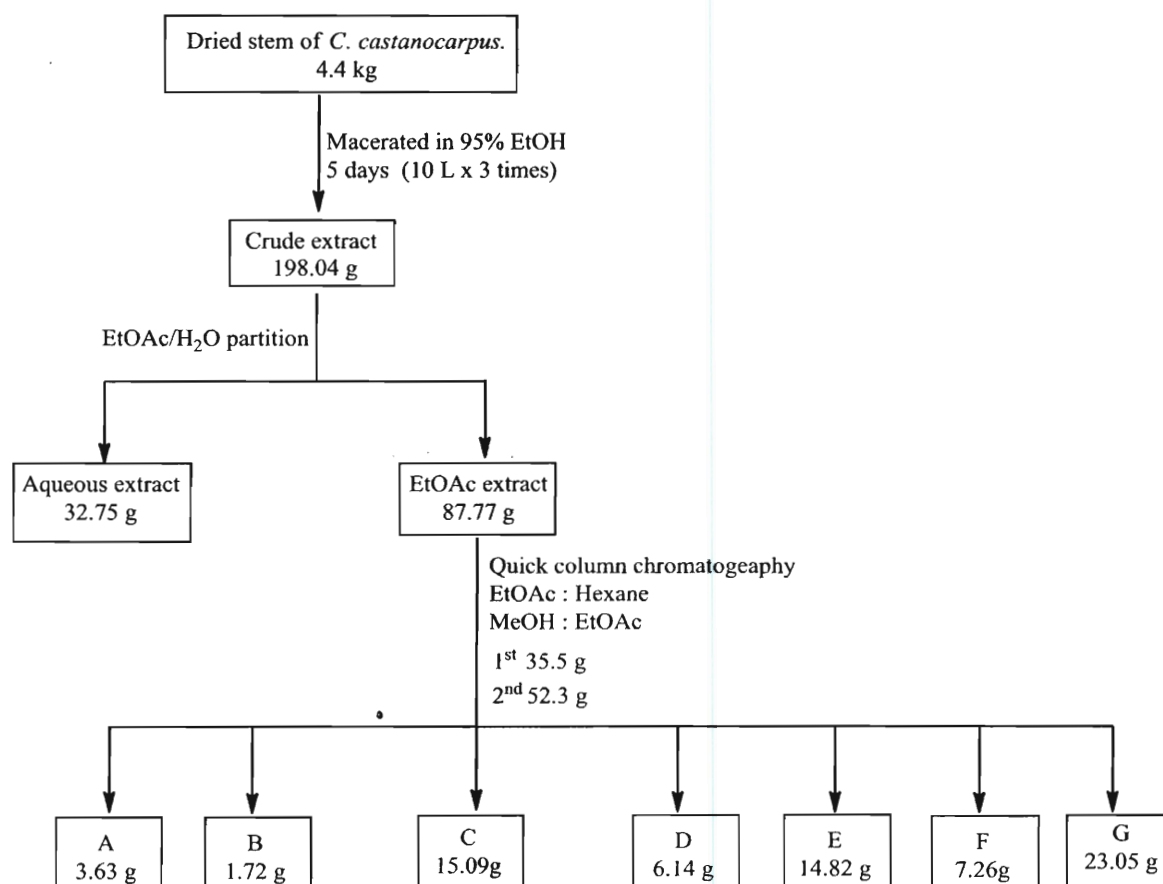 Dried stem of C. castanocarpus.
4.4 kg
Macerated in 95% EtOH
5 days (10 L x 3 times)
Crude extract
198.04 g
EtOAc/H₂O partition
Aqueous extract
32.75 g
EtOAc extract
87.77 g
Quick column chromatogeaphy
EtOAc : Hexane
MeOH : EtOAc
1st 35.5 g
2nd 52.3 g
A
3.63 g
B
1.72 g
C
15.09g
D
6.14 g
E
14.82 g
F
7.26g
G
23.05 g